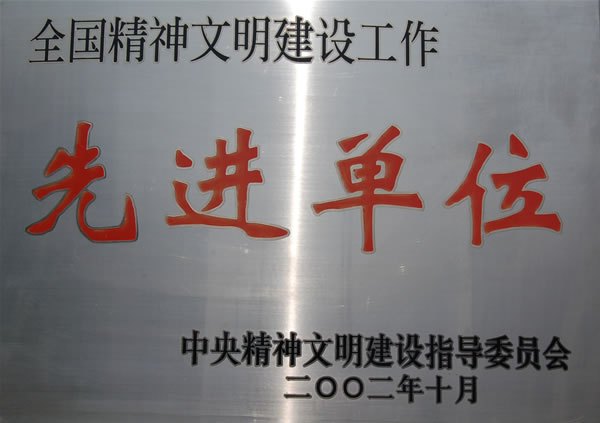 全国精神文明建设工作
先进单位
中央精神文明建设指导委员会
二〇〇二年十月